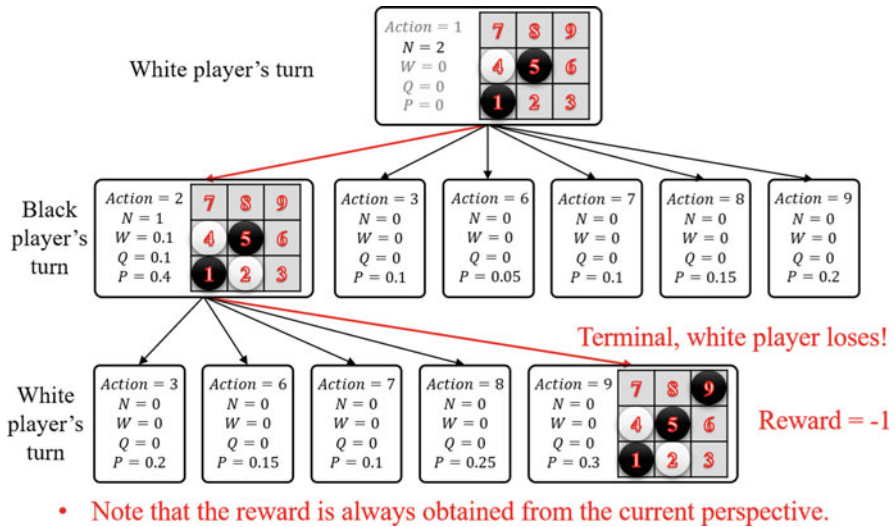 Action = 1
N = 2
W = 0
Q = 0
P = 0
7 8 9
4 5 6
1 2 3
White player's turn
Black
player's
turn
Action = 2
N = 1
W = 0.1
Q = 0.1
P = 0.4
7 8 9
4 5 6
1 2 3
Action = 3
N = 0
W = 0
Q = 0
P = 0.1
Action = 6
N = 0
W = 0
Q = 0
P = 0.05
Action = 7
N = 0
W = 0
Q = 0
P = 0.1
Action = 8
N = 0
W = 0
Q = 0
P = 0.15
Action = 9
N = 0
W = 0
Q = 0
P = 0.2
Terminal, white player loses!
White
player's
turn
Action = 3
N = 0
W = 0
Q = 0
P = 0.2
Action = 6
N = 0
W = 0
Q = 0
P = 0.15
Action = 7
N = 0
W = 0
Q = 0
P = 0.1
Action = 8
N = 0
W = 0
Q = 0
P = 0.25
Action = 9
N = 0
W = 0
Q = 0
P = 0.3
7 8 9
4 5 6
1 2 3
Reward = -1
• Note that the reward is always obtained from the current perspective.